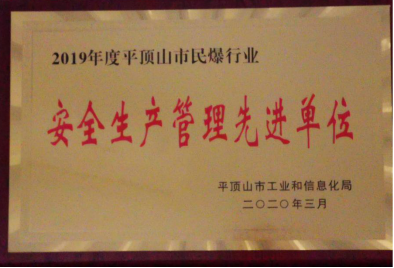 2019年度平顶山市民爆行业
安全生产管理先进单位
平顶山市工业和信息化局
二〇二〇年三月